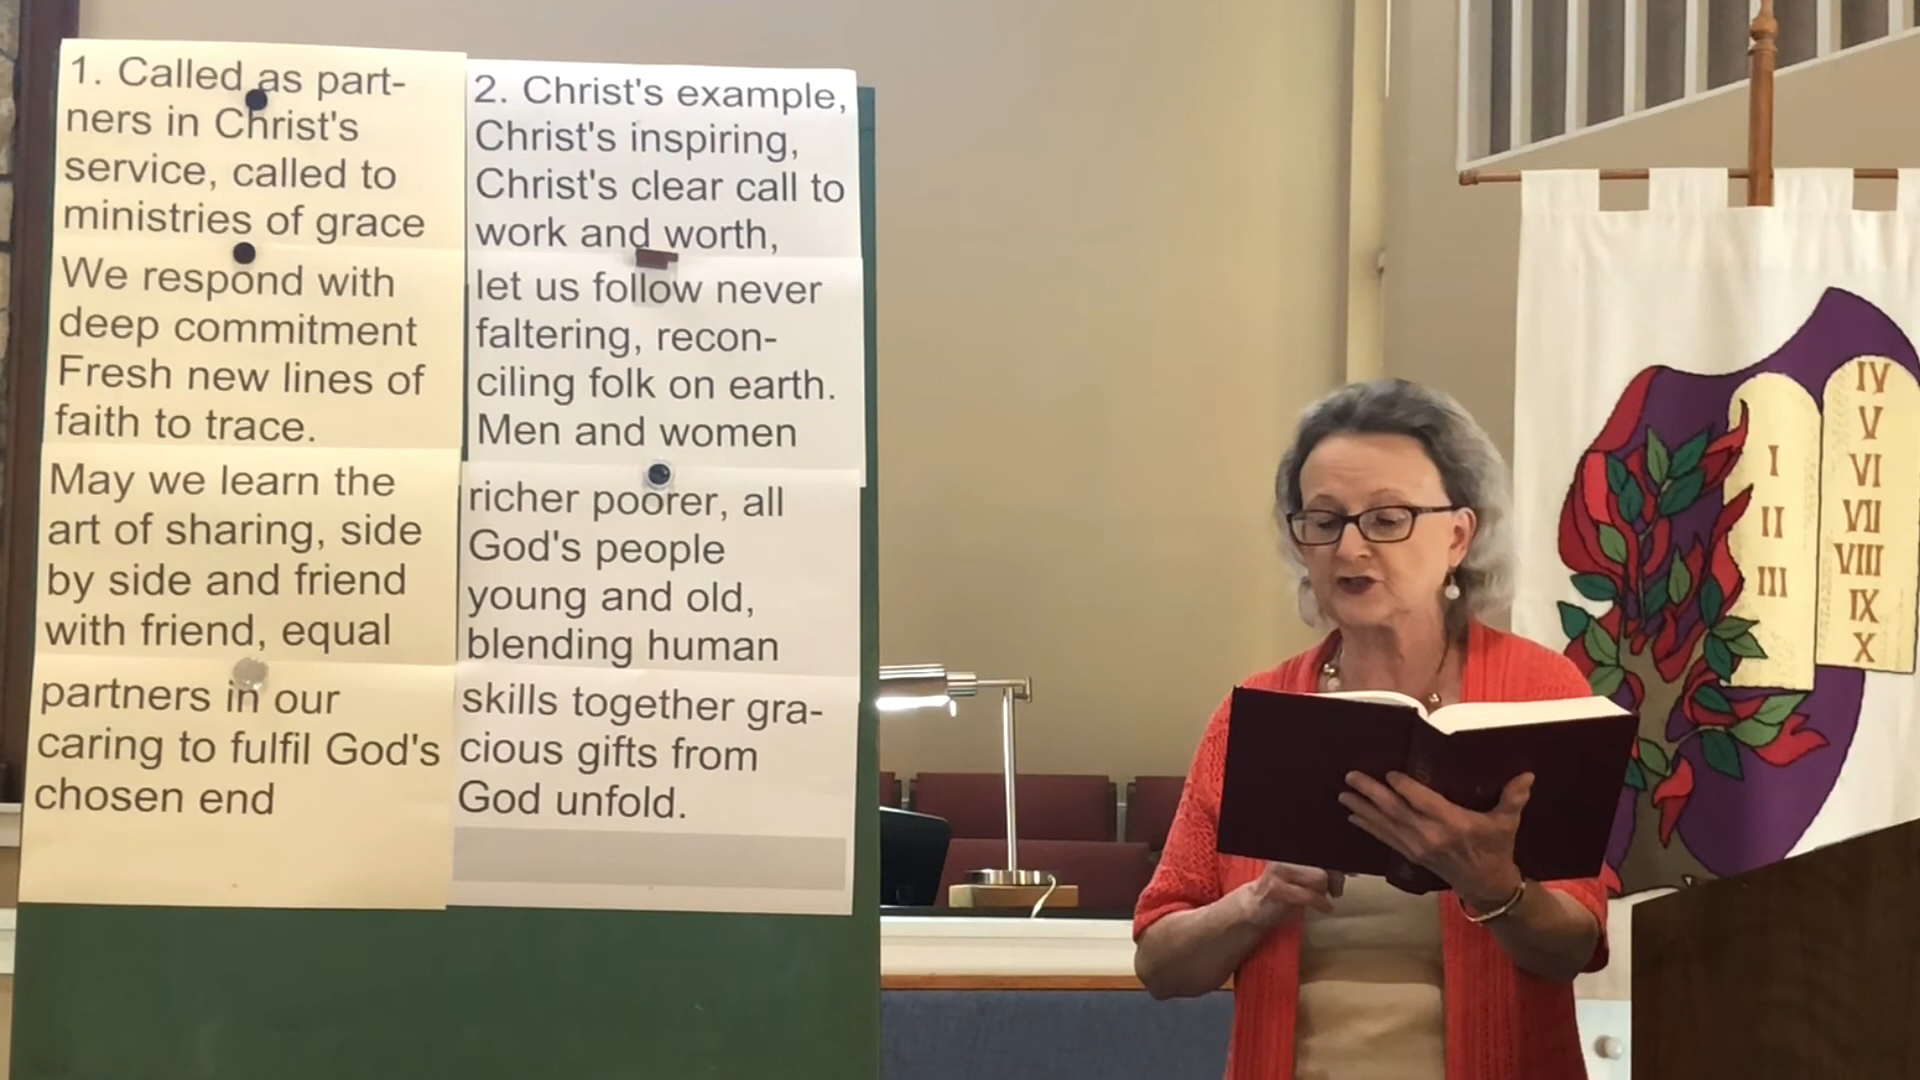 1. Called as part-
ners in Christ's
service, called to
ministries of grace
We respond with
deep commitment
Fresh new lines of
faith to trace.
May we learn the
art of sharing, side
by side and friend
with friend, equal
partners in our
caring to fulfil God's
chosen end
2. Christ's example,
Christ's inspiring,
Christ's clear call to
work and worth,
let us follow never
faltering, recon-
ciling folk on earth.
Men and women
richer poorer, all
God's people
young and old,
blending human
skills together gra-
cious gifts from
God unfold.
I
II
III
IV
V
VI
VII
VIII
IX
X